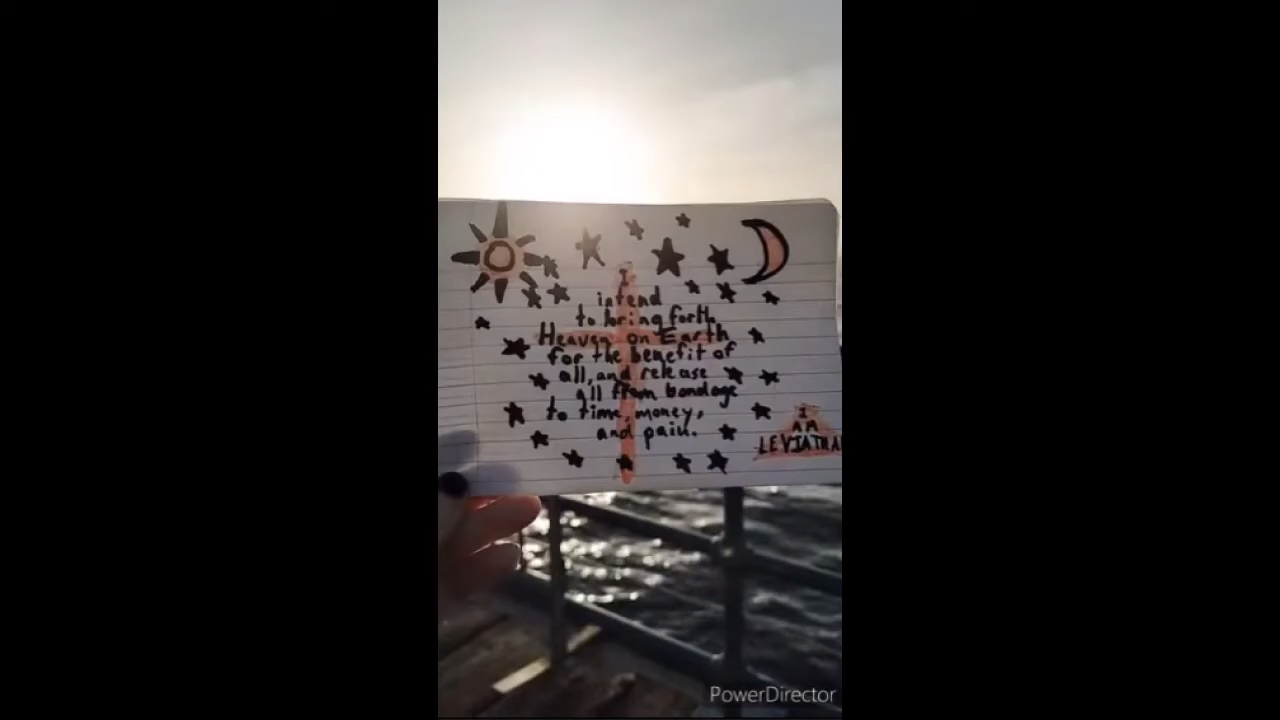 I
intend
to bring forth
Heaven on Earth
for the benefit of
all, and release
all from bondage
to time, money,
and pain.
I
AM
LEVIATHAN
PowerDirector